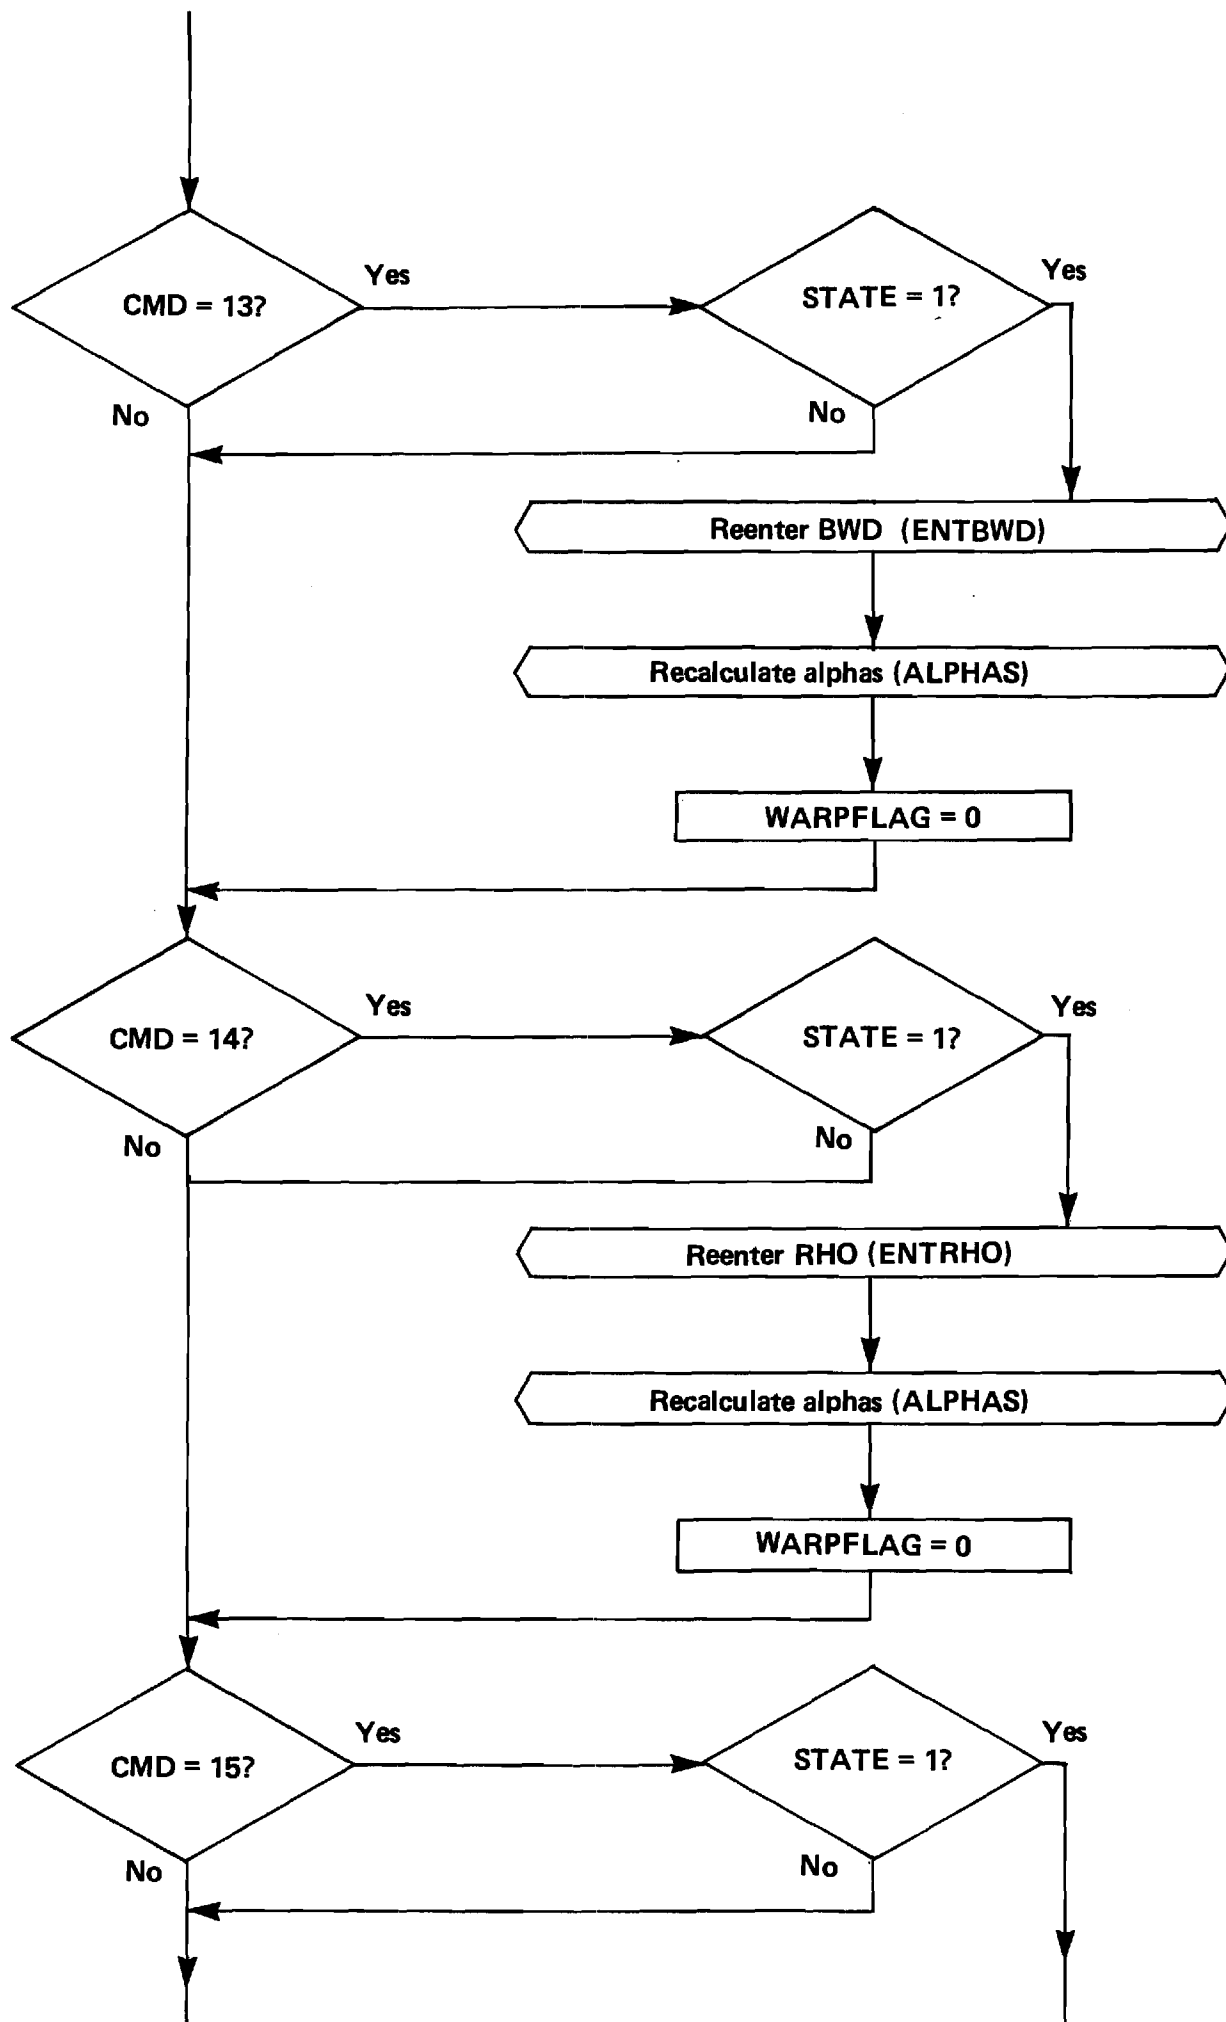 CMD = 13?
Yes
STATE = 1?
Yes
No
No
Reenter BWD (ENTBWD)
Recalculate alphas (ALPHAS)
WARPFLAG = 0
CMD = 14?
Yes
STATE = 1?
Yes
No
No
Reenter RHO (ENTRHO)
Recalculate alphas (ALPHAS)
WARPFLAG = 0
CMD = 15?
Yes
STATE = 1?
Yes
No
No